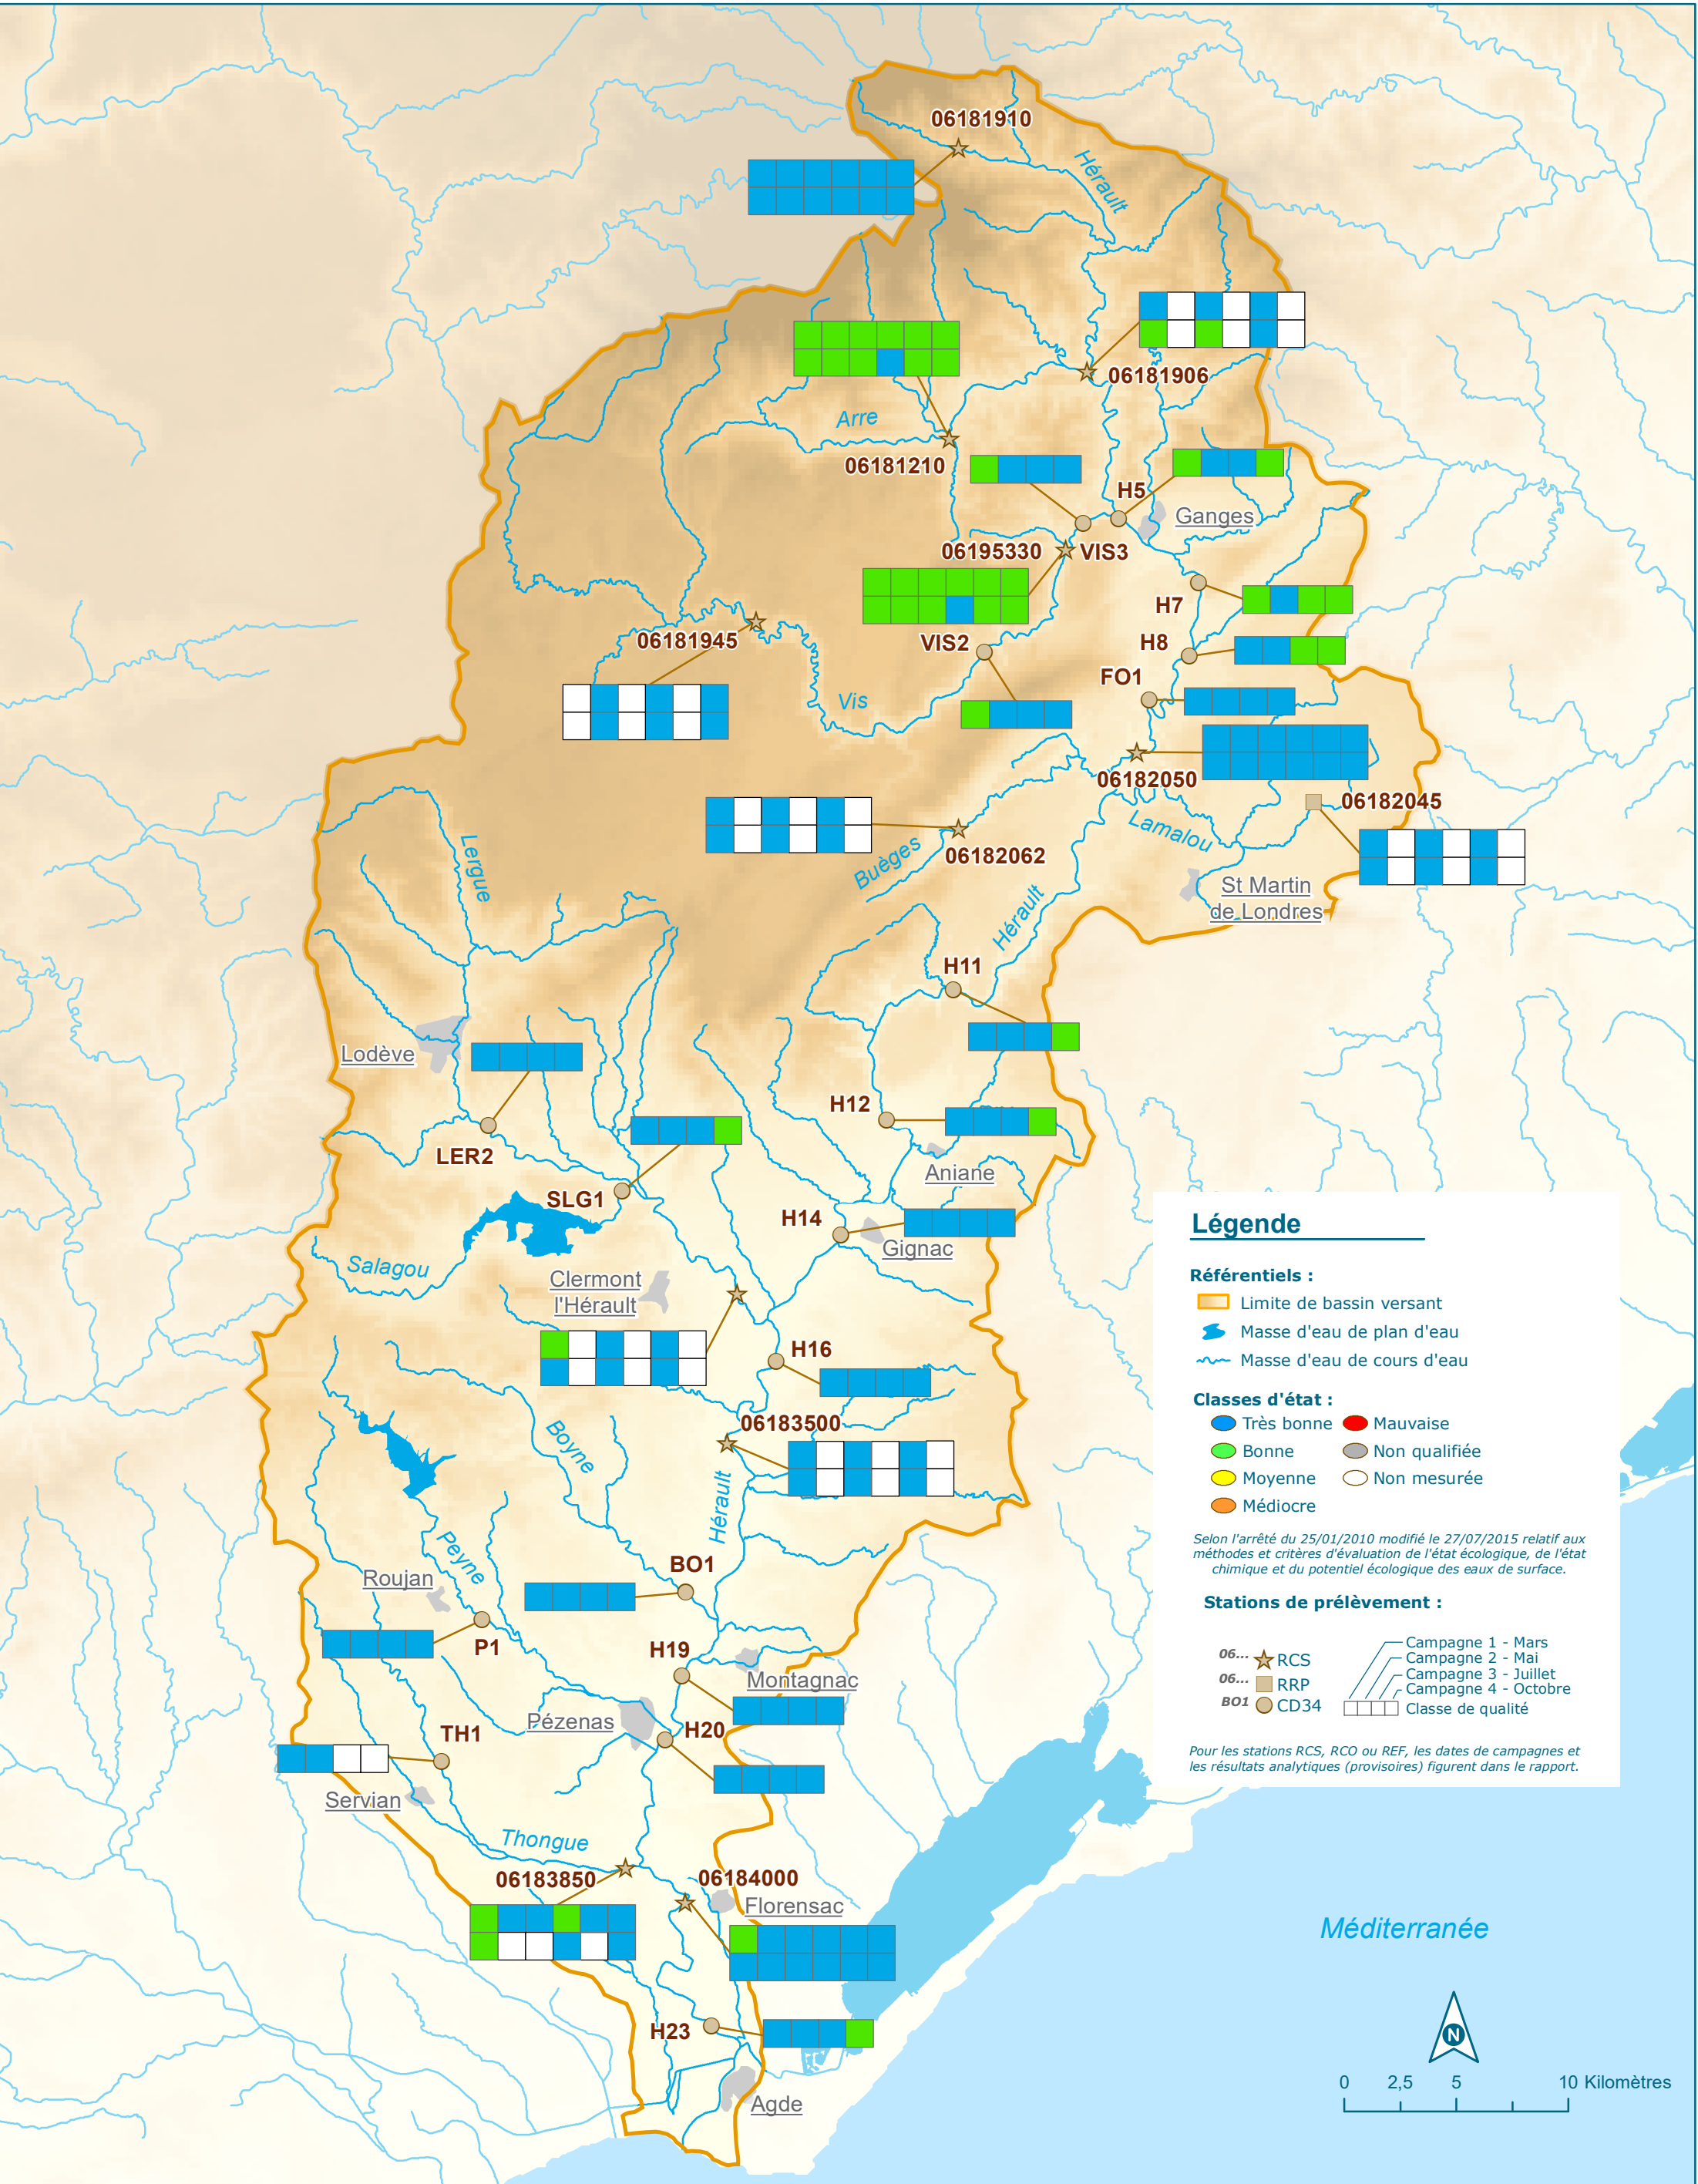 06181910
Hérault
06181906
Arre
06181210
H5
Ganges
06195330
VIS3
H7
06181945
VIS2
H8
FO1
Vis
06182050
06182045
Lamalou
Lergue
Buèges
06182062
St Martin
de Londres
Hérault
H11
Lodève
H12
LER2
Aniane
SLG1
H14
Gignac
Salagou
Clermont
l'Hérault
H16
06183500
Boyne
Hérault
Peyne
BO1
Roujan
P1
H19
Montagnac
Pézenas
H20
TH1
Servian
Thongue
06183850
06184000
Florensac
H23
Agde
Méditerranée
Légende
Référentiels :
Limite de bassin versant
Masse d'eau de plan d'eau
Masse d'eau de cours d'eau
Classes d'état :
Très bonne Mauvaise
Bonne Non qualifiée
Moyenne Non mesurée
Médiocre
Selon l'arrêté du 25/01/2010 modifié le 27/07/2015 relatif aux
méthodes et critères d'évaluation de l'état écologique, de l'état
chimique et du potentiel écologique des eaux de surface.
Stations de prélèvement :
06... RCS
06... RRP
BO1 CD34
Campagne 1 - Mars
Campagne 2 - Mai
Campagne 3 - Juillet
Campagne 4 - Octobre
Classe de qualité
Pour les stations RCS, RCO ou REF, les dates de campagnes et
les résultats analytiques (provisoires) figurent dans le rapport.
N
0 2,5 5 10 Kilomètres